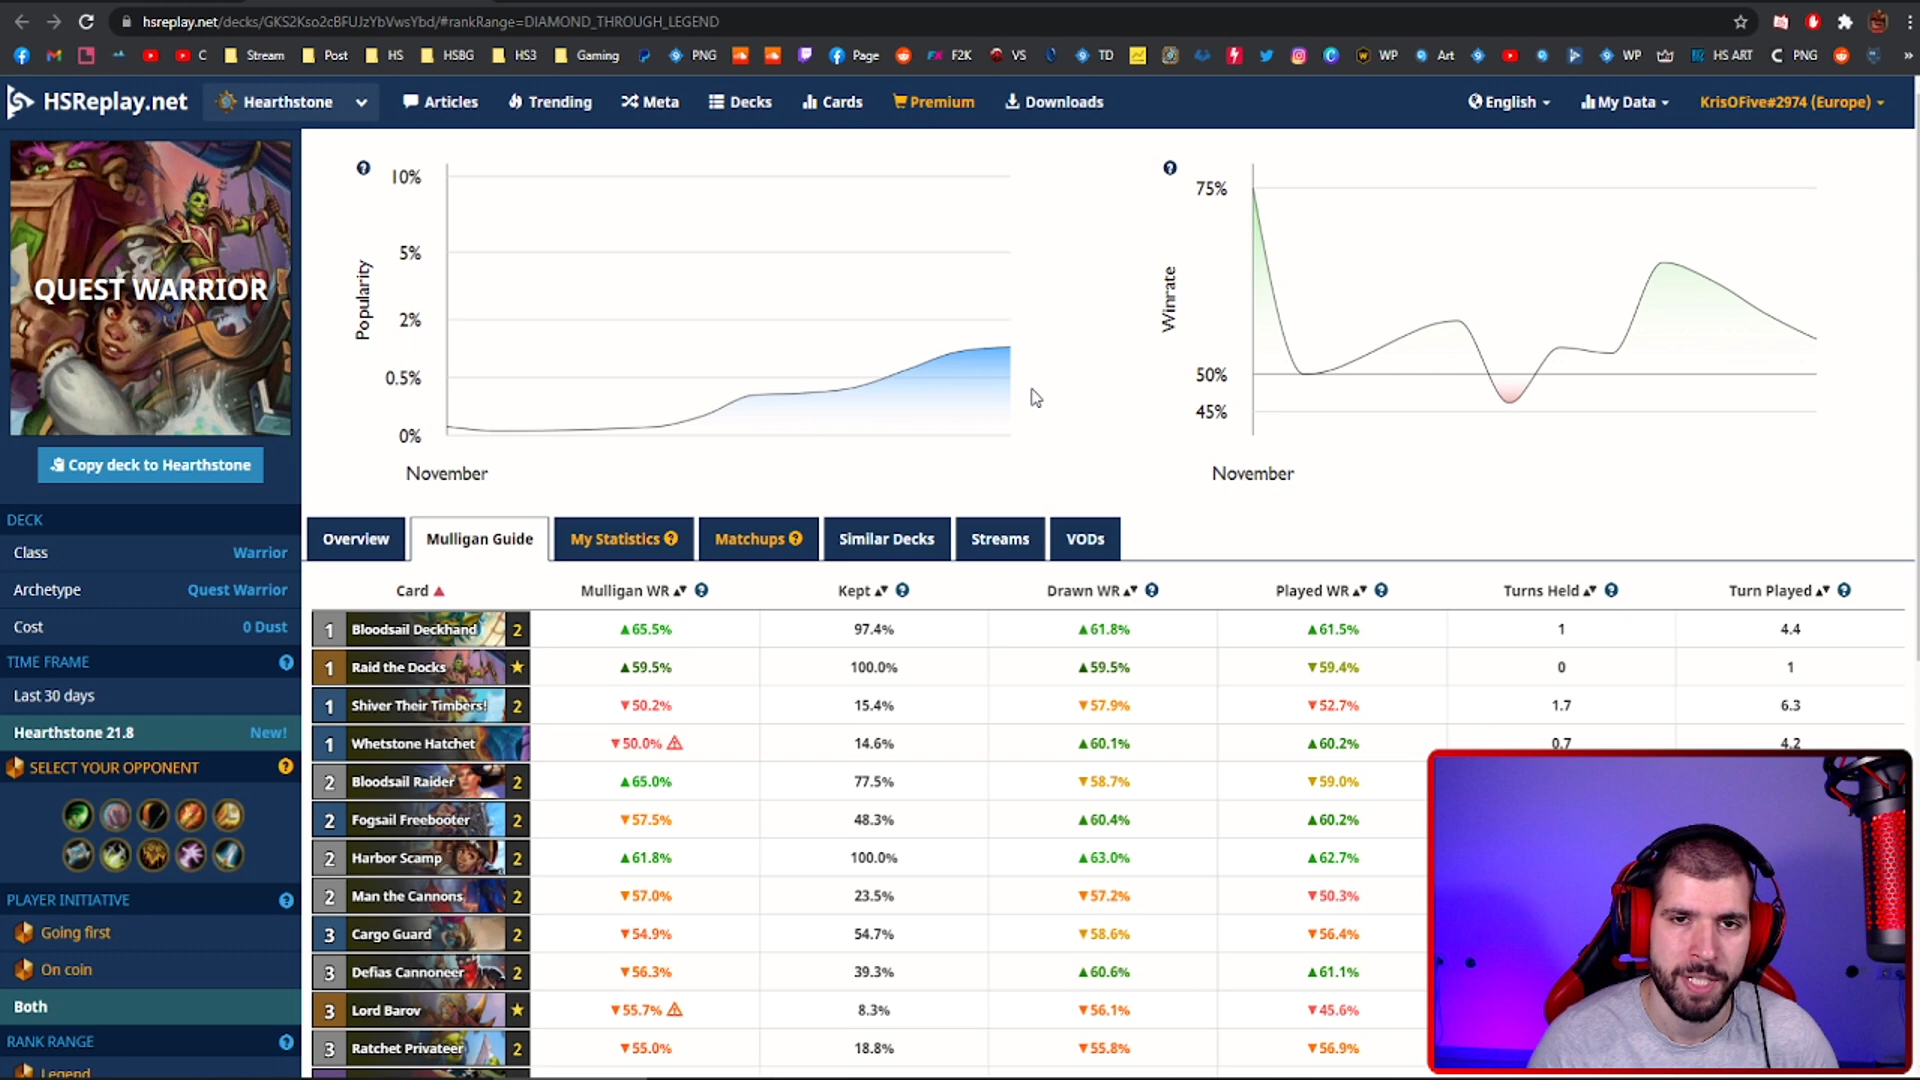 hsreplay.net/decks/GKS2Kso2cBFUJzYbVwsYbd/#rankRange=DIAMOND_THROUGH_LEGEND
C Stream Post HS HSBG HS3 Gaming PNG Page F2K VS TD WP Art WP HS ART PNG »
HSReplay.net Hearthstone Articles Trending Meta Decks Cards Premium Downloads English My Data KrisOFive#2974 (Europe)
QUEST WARRIOR
Copy deck to Hearthstone
DECK
Class Warrior
Archetype Quest Warrior
Cost 0 Dust
TIME FRAME
Last 30 days
Hearthstone 21.8 New!
SELECT YOUR OPPONENT
PLAYER INITIATIVE
Going first
On coin
Both
RANK RANGE
Legend
Popularity
10%
5%
2%
0.5%
0%
November
Winrate
75%
50%
45%
November
Overview Mulligan Guide My Statistics Matchups Similar Decks Streams VODs
Card Mulligan WR Kept Drawn WR Played WR Turns Held Turn Played
1 Bloodsail Deckhand 2 ▲65.5% 97.4% ▲61.8% ▲61.5% 1 4.4
1 Raid the Docks ★ ▲59.5% 100.0% ▲59.5% ▼59.4% 0 1
1 Shiver Their Timbers! 2 ▼50.2% 15.4% ▼57.9% ▼52.7% 1.7 6.3
1 Whetstone Hatchet ▼50.0% 14.6% ▲60.1% ▲60.2% 0.7 4.2
2 Bloodsail Raider 2 ▲65.0% 77.5% ▼58.7% ▼59.0%
2 Fogsail Freebooter 2 ▼57.5% 48.3% ▲60.4% ▲60.2%
2 Harbor Scamp 2 ▲61.8% 100.0% ▲63.0% ▲62.7%
2 Man the Cannons 2 ▼57.0% 23.5% ▼57.2% ▼50.3%
3 Cargo Guard 2 ▼54.9% 54.7% ▼58.6% ▼56.4%
3 Defias Cannoneer 2 ▼56.3% 39.3% ▲60.6% ▲61.1%
3 Lord Barov ★ ▼55.7% 8.3% ▼56.1% ▼45.6%
3 Ratchet Privateer 2 ▼55.0% 18.8% ▼55.8% ▼56.9%